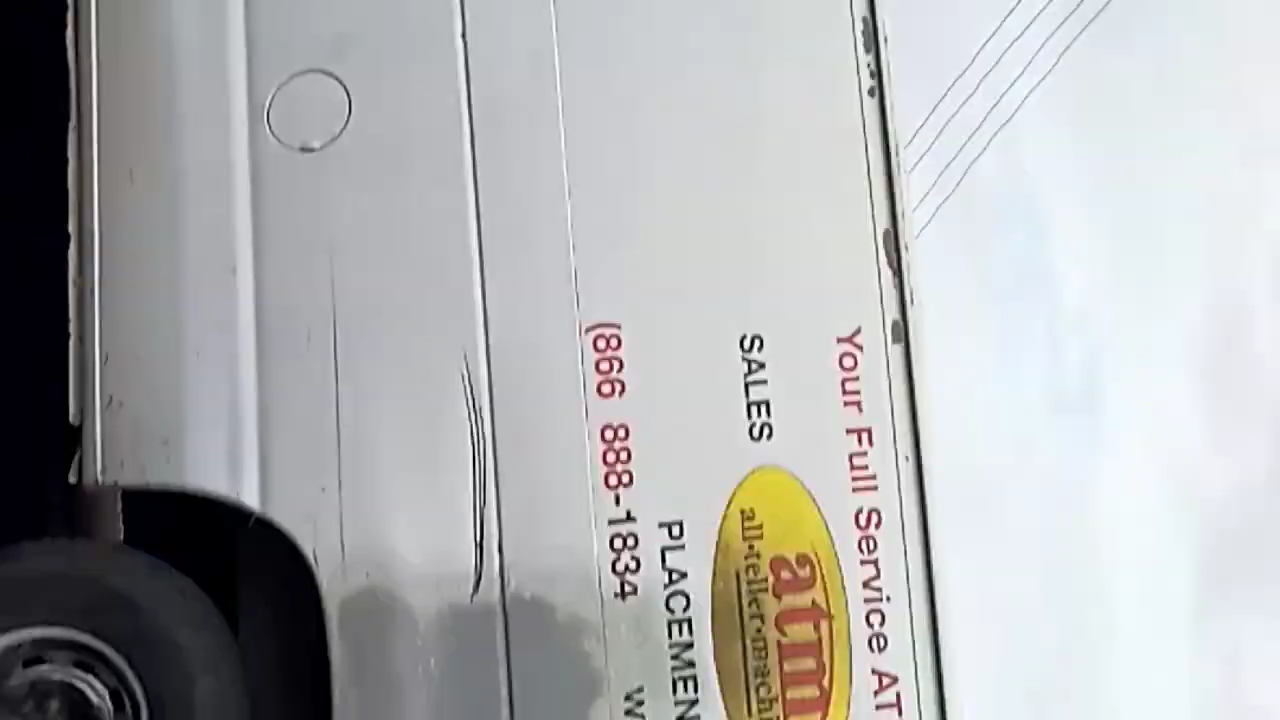 Your Full Service AT
SALES
atm
all·teller·machi
PLACEMEN
(866 888-1834
W